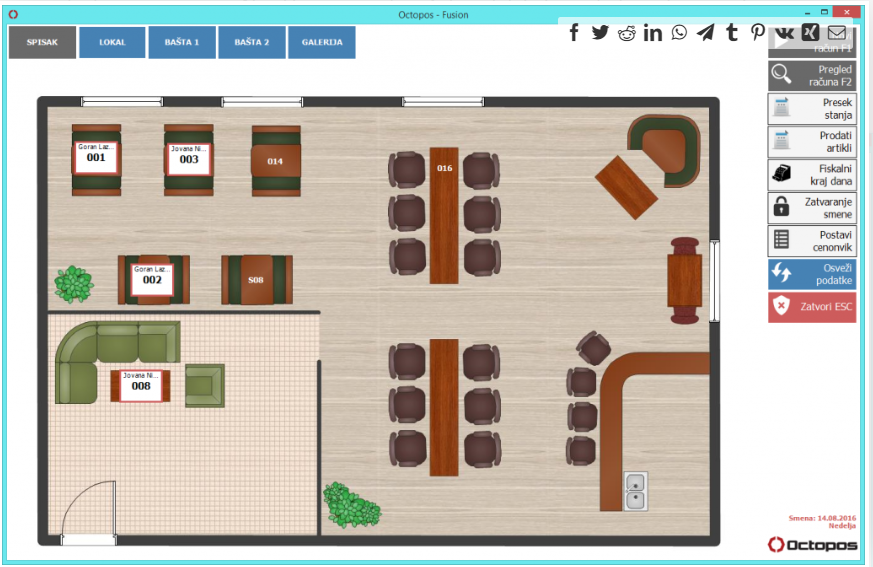 Octopos - Fusion
SPISAK
LOKAL
BAŠTA 1
BAŠTA 2
GALERIJA
račun F1
Pregled
računa F2
Presek
stanja
Prodati
artikli
Fiskalni
kraj dana
Zatvaranje
smene
Postavi
cenonvik
Osveži
podatke
Zatvori ESC
Goran Laz...
001
Jovana Ni...
003
014
016
Goran Laz...
002
S08
Jovana Ni...
008
Smena: 14.08.2016
Nedelja
Octopos